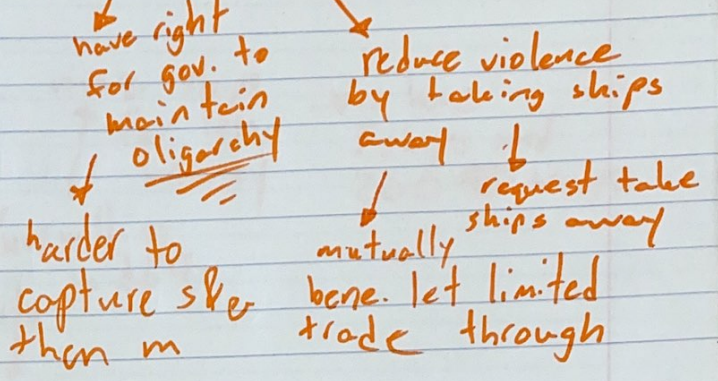 have right
for gov. to
maintain
oligarchy
harder to
capture
than m
reduce violence
by taking ships
away
request take
ships away
mutually
bene. let limited
trade through